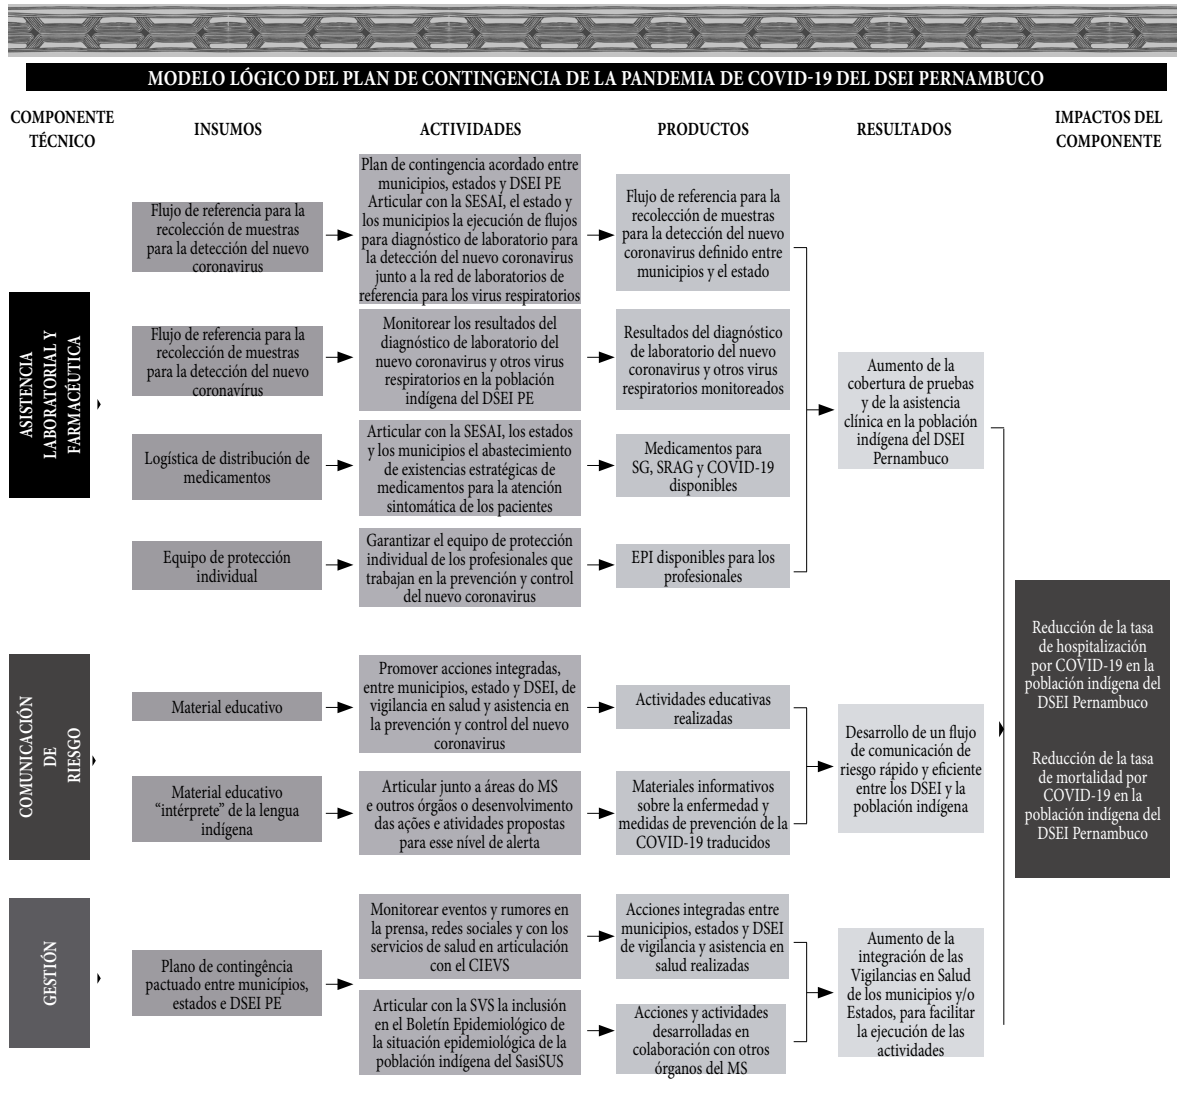 MODELO LÓGICO DEL PLAN DE CONTINGENCIA DE LA PANDEMIA DE COVID-19 DEL DSEI PERNAMBUCO
COMPONENTE
TÉCNICO
INSUMOS
ACTIVIDADES
PRODUCTOS
RESULTADOS
IMPACTOS DEL
COMPONENTE
ASISTENCIA
LABORATORIAL Y
FARMACÉUTICA
Flujo de referencia para la
recolección de muestras
para la detección del nuevo
coronavirus
Plan de contingencia acordado entre
municipios, estados y DSEI PE
Articular con la SESAI, el estado y
los municipios la ejecución de flujos
para diagnóstico de laboratorio para
la detección del nuevo coronavirus
junto a la red de laboratorios de
referencia para los virus respiratorios
Flujo de referencia para la
recolección de muestras
para la detección del nuevo
coronavirus definido entre
municipios y el estado
Flujo de referencia para la
recolección de muestras
para la detección del nuevo
coronavírus
Monitorear los resultados del
diagnóstico de laboratorio del
nuevo coronavirus y otros virus
respiratorios en la población
indígena del DSEI PE
Resultados del diagnóstico
de laboratorio del nuevo
coronavirus y otros virus
respiratorios monitoreados
Logística de distribución de
medicamentos
Articular con la SESAI, los estados
y los municipios el abastecimiento
de existencias estratégicas de
medicamentos para la atención
sintomática de los pacientes
Medicamentos para
SG, SRAG y COVID-19
disponibles
Equipo de protección
individual
Garantizar el equipo de protección
individual de los profesionales que
trabajan en la prevención y control
del nuevo coronavirus
EPI disponibles para los
profesionales
Aumento de la
cobertura de pruebas
y de la asistencia
clínica en la población
indígena del DSEI
Pernambuco
COMUNICACIÓN
DE
RIESGO
Material educativo
Promover acciones integradas,
entre municipios, estado y DSEI, de
vigilancia en salud y asistencia en
la prevención y control del nuevo
coronavirus
Actividades educativas
realizadas
Material educativo
“intérprete” de la lengua
indígena
Articular junto a áreas do MS
e outros órgãos o desenvolvimento
das ações e atividades propostas
para esse nível de alerta
Materiales informativos
sobre la enfermedad y
medidas de prevención de la
COVID-19 traducidos
Desarrollo de un flujo
de comunicación de
riesgo rápido y eficiente
entre los DSEI y la
población indígena
GESTIÓN
Plano de contingência
pactuado entre municípios,
estados e DSEI PE
Monitorear eventos y rumores en
la prensa, redes sociales y con los
servicios de salud en articulación
con el CIEVS
Acciones integradas entre
municipios, estados y DSEI
de vigilancia y asistencia en
salud realizadas
Articular con la SVS la inclusión
en el Boletín Epidemiológico de
la situación epidemiológica de la
población indígena del SasiSUS
Acciones y actividades
desarrolladas en
colaboración con otros
órganos del MS
Aumento de la
integración de las
Vigilancias en Salud
de los municipios y/o
Estados, para facilitar
la ejecución de las
actividades
Reducción de la tasa
de hospitalización
por COVID-19 en la
población indígena del
DSEI Pernambuco
Reducción de la tasa
de mortalidad por
COVID-19 en la
población indígena del
DSEI Pernambuco